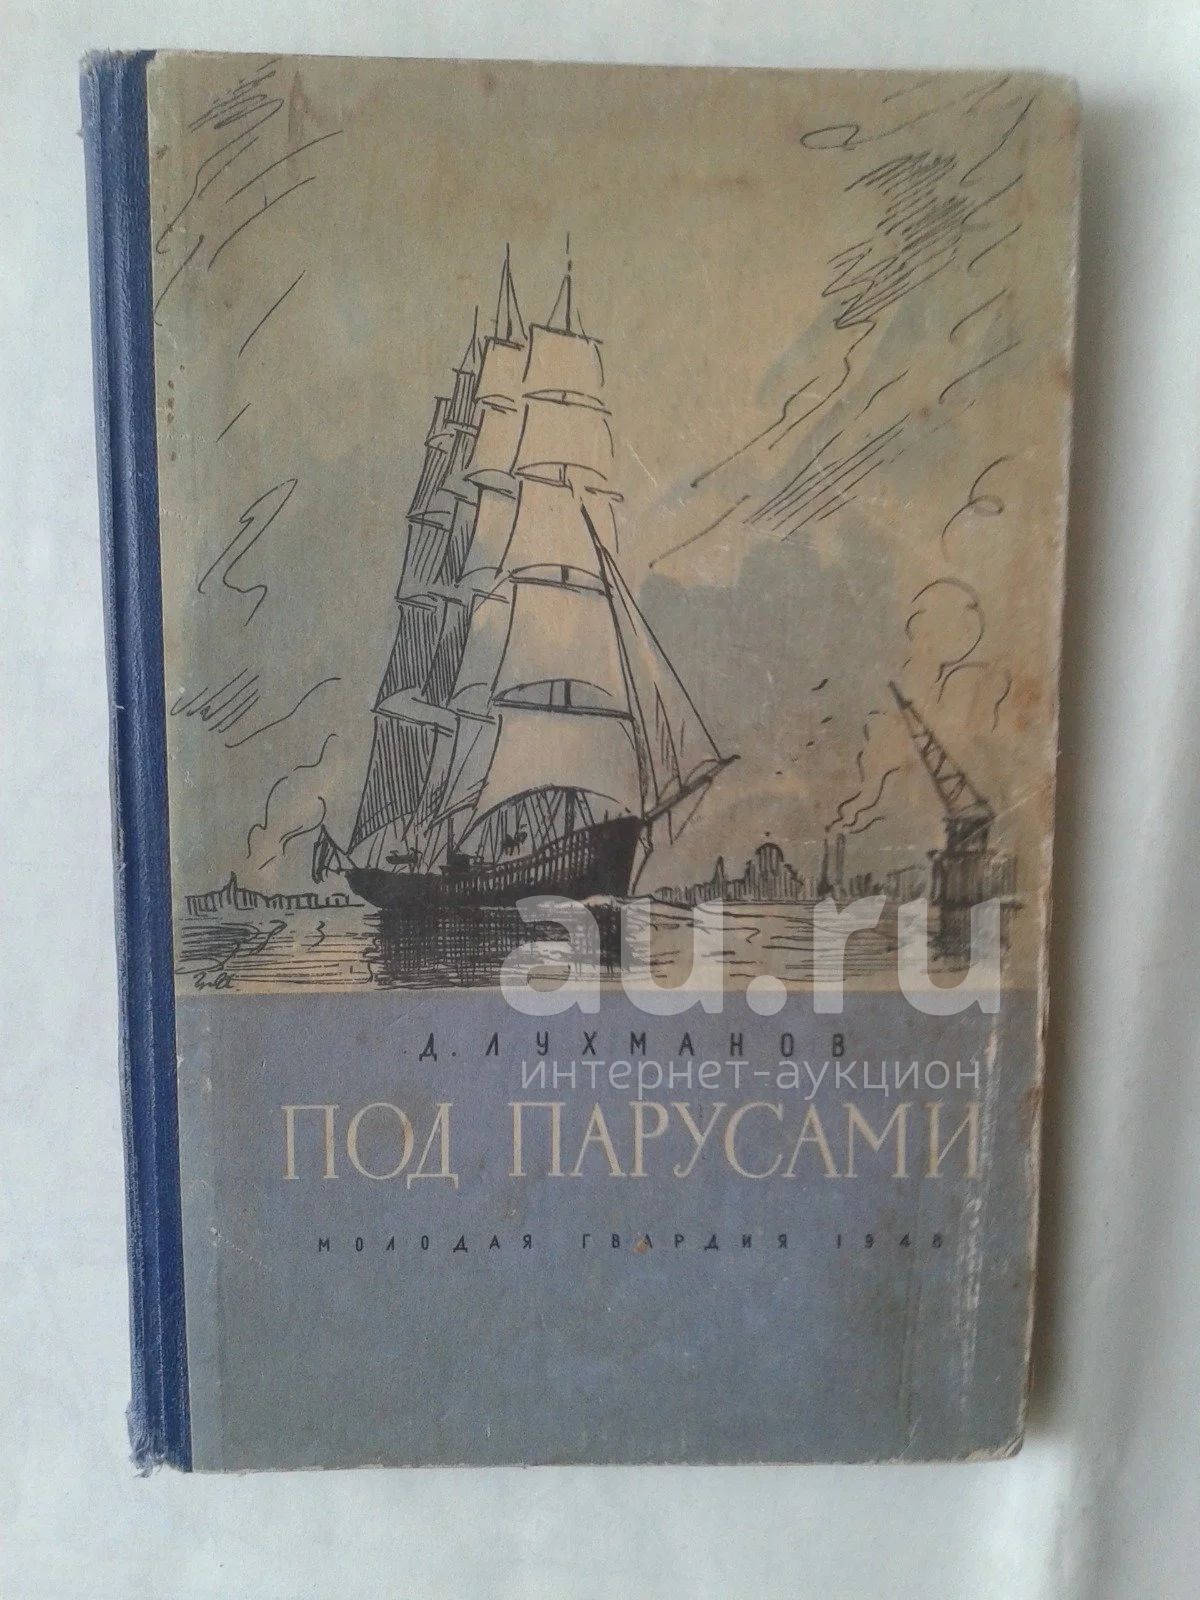 au.ru
Д. ЛУХМАНОВ
интернет-аукцион
ПОД ПАРУСАМИ
МОЛОДАЯ ГВАРДИЯ 1948